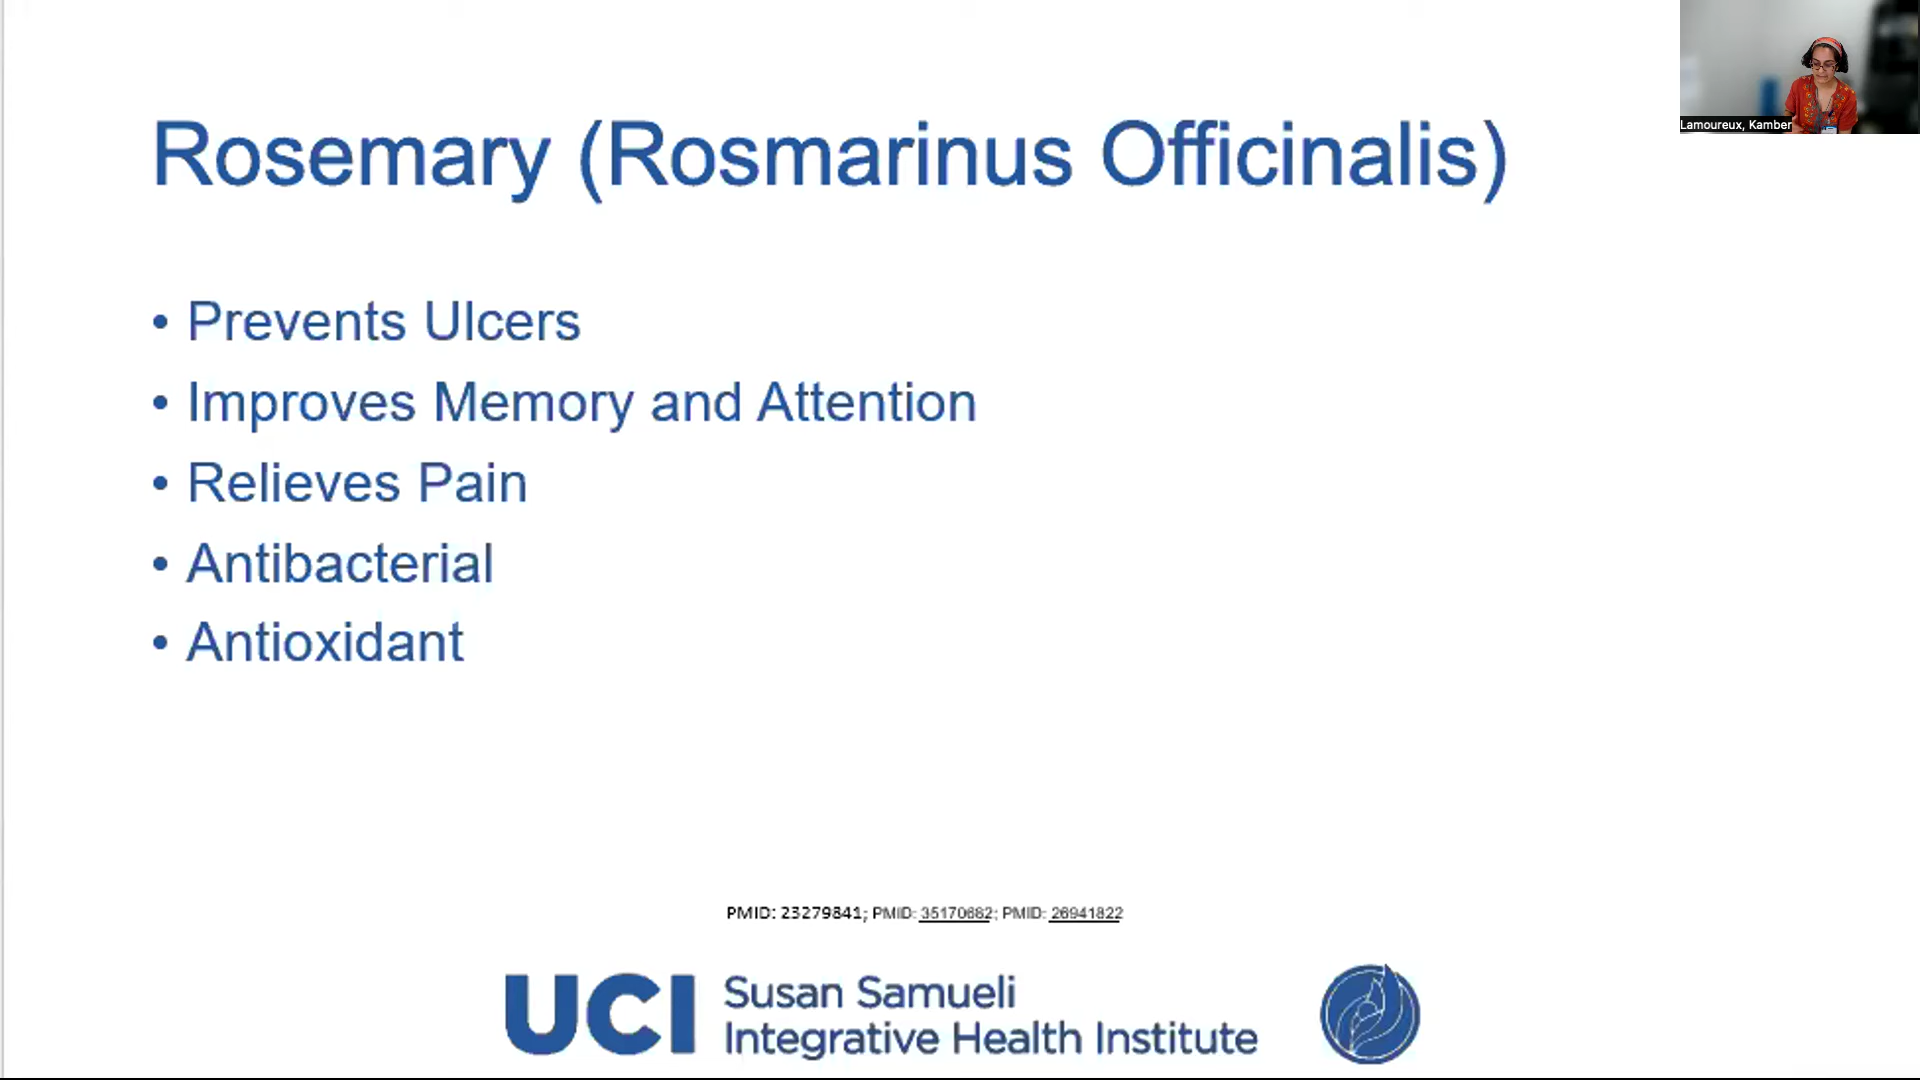 Rosemary (Rosmarinus Officinalis)
Lamoureux, Kamber
• Prevents Ulcers
• Improves Memory and Attention
• Relieves Pain
• Antibacterial
• Antioxidant
PMID: 23279841; PMID: 35170682; PMID: 26941822
UCI Susan Samueli
Integrative Health Institute